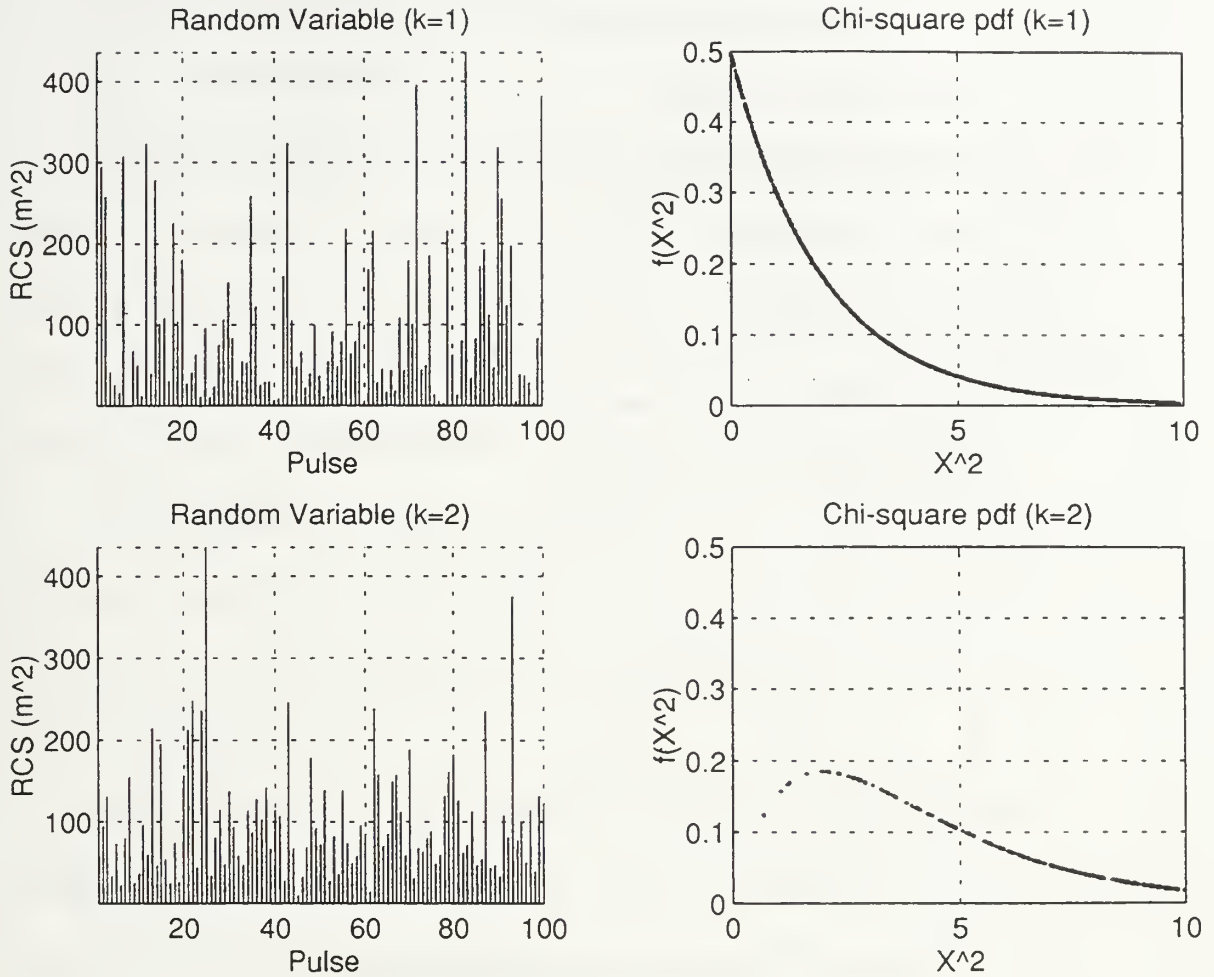 Random Variable (k=1)
RCS (m^2)
400
300
200
100
20 40 60 80 100
Pulse
Chi-square pdf (k=1)
f(X^2)
0.5
0.4
0.3
0.2
0.1
0
0 5 10
X^2
Random Variable (k=2)
RCS (m^2)
400
300
200
100
20 40 60 80 100
Pulse
Chi-square pdf (k=2)
f(X^2)
0.5
0.4
0.3
0.2
0.1
0
0 5 10
X^2